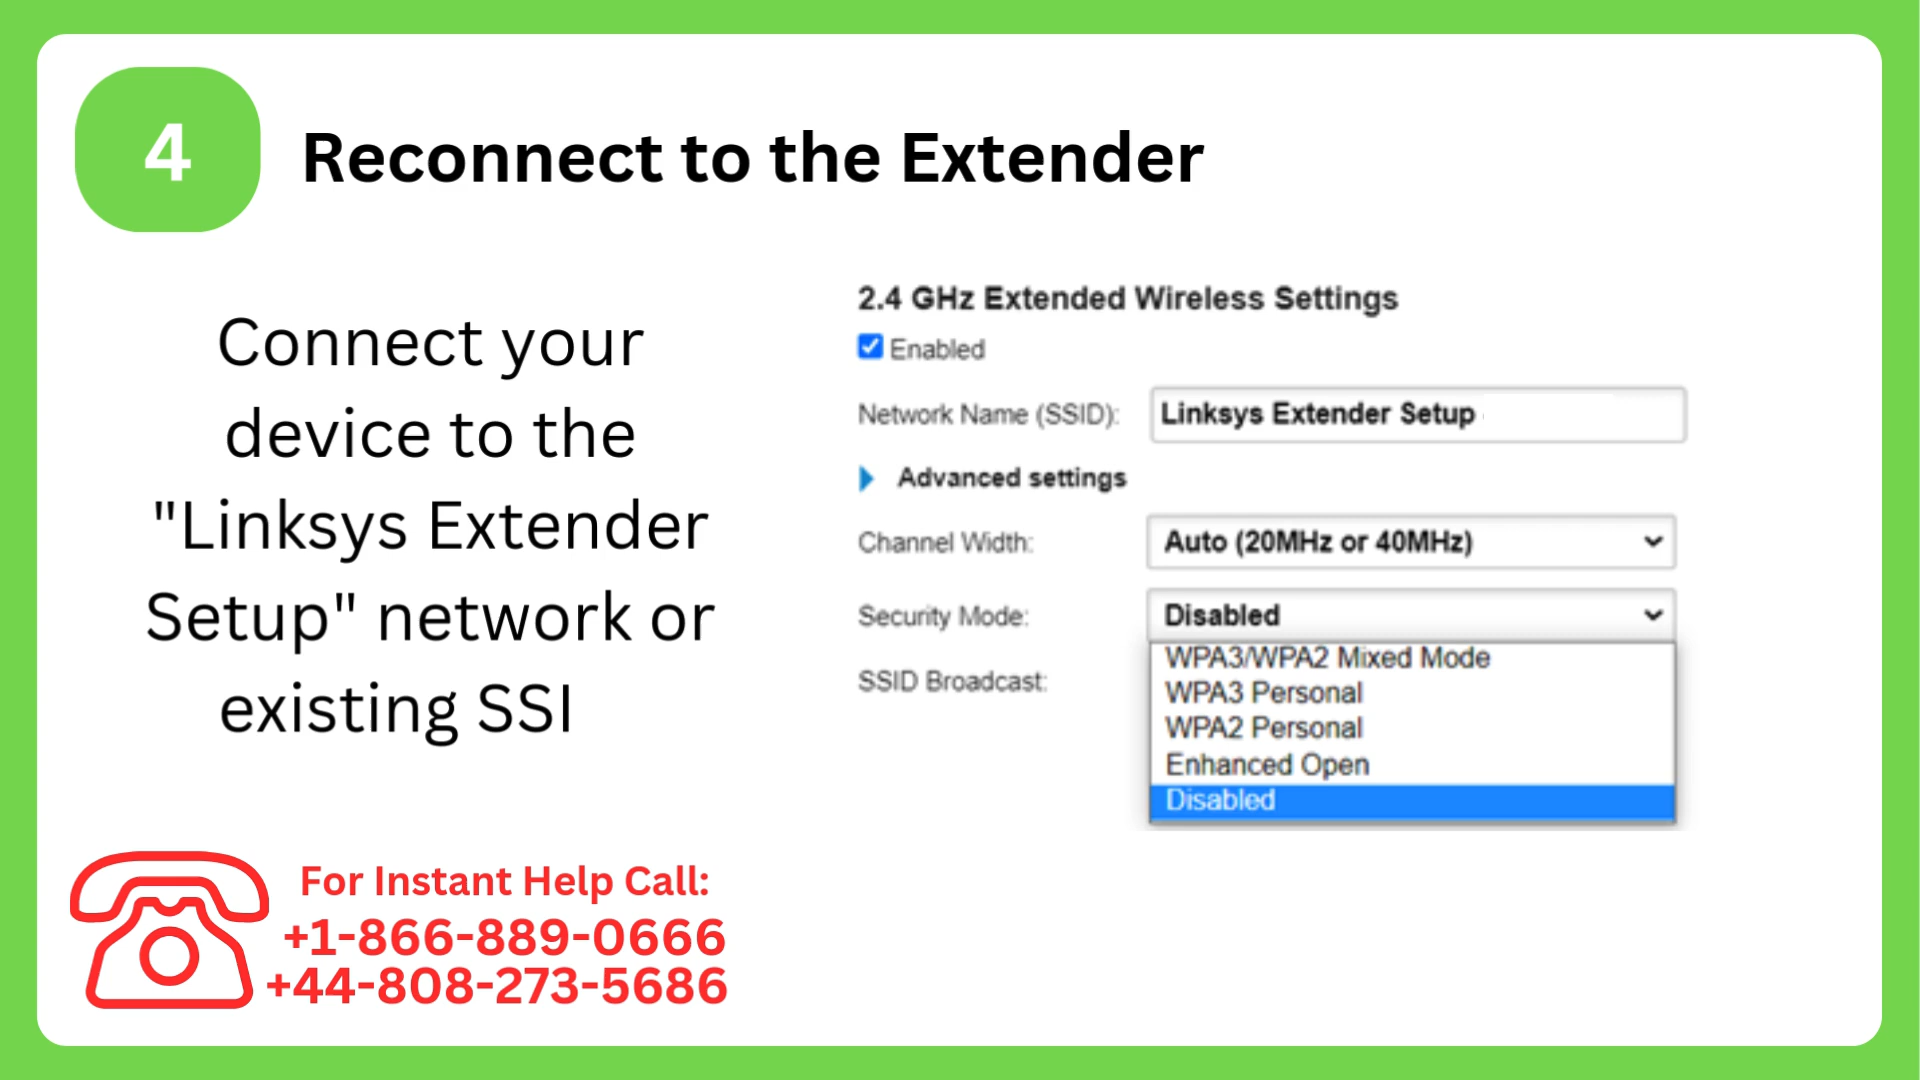 4
Reconnect to the Extender
Connect your
device to the
"Linksys Extender
Setup" network or
existing SSI
2.4 GHz Extended Wireless Settings
Enabled
Network Name (SSID): Linksys Extender Setup
Advanced settings
Channel Width: Auto (20MHz or 40MHz)
Security Mode: Disabled
WPA3/WPA2 Mixed Mode
SSID Broadcast:
WPA3 Personal
WPA2 Personal
Enhanced Open
Disabled
For Instant Help Call:
+1-866-889-0666
+44-808-273-5686